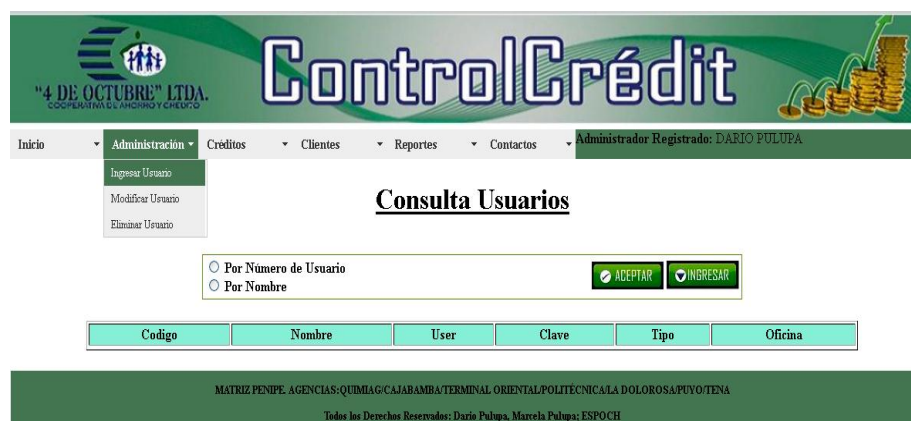 "4 DE OCTUBRE" LTDA.
COOPERATIVA DE AHORRO Y CREDITO
ControlCrédit
Inicio
Administración
Créditos
Clientes
Reportes
Contactos
Administrador Registrado: DARIO PULUPA
Ingresar Usuario
Modificar Usuario
Eliminar Usuario
Consulta Usuarios
Por Número de Usuario
Por Nombre
ACEPTAR
INGRESAR
Codigo
Nombre
User
Clave
Tipo
Oficina
MATRIZ PENIPE. AGENCIAS:QUIMIAG/CAJABAMBA/TERMINAL ORIENTAL/POLITÉCNICA/LA DOLOROSA/PUYO/TENA
Todos los Derechos Reservados: Dario Pulupa, Marcela Pulupa; ESPOCH